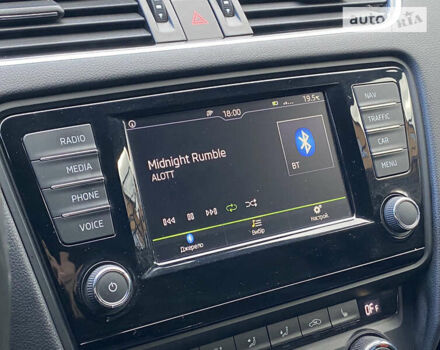 auto RIA
18:00
19.5°C
Midnight Rumble
ALOTT
BT
Джерело
Вибір
Настрой.
RADIO
MEDIA
PHONE
VOICE
NAV
TRAFFIC
CAR
MENU
OFF